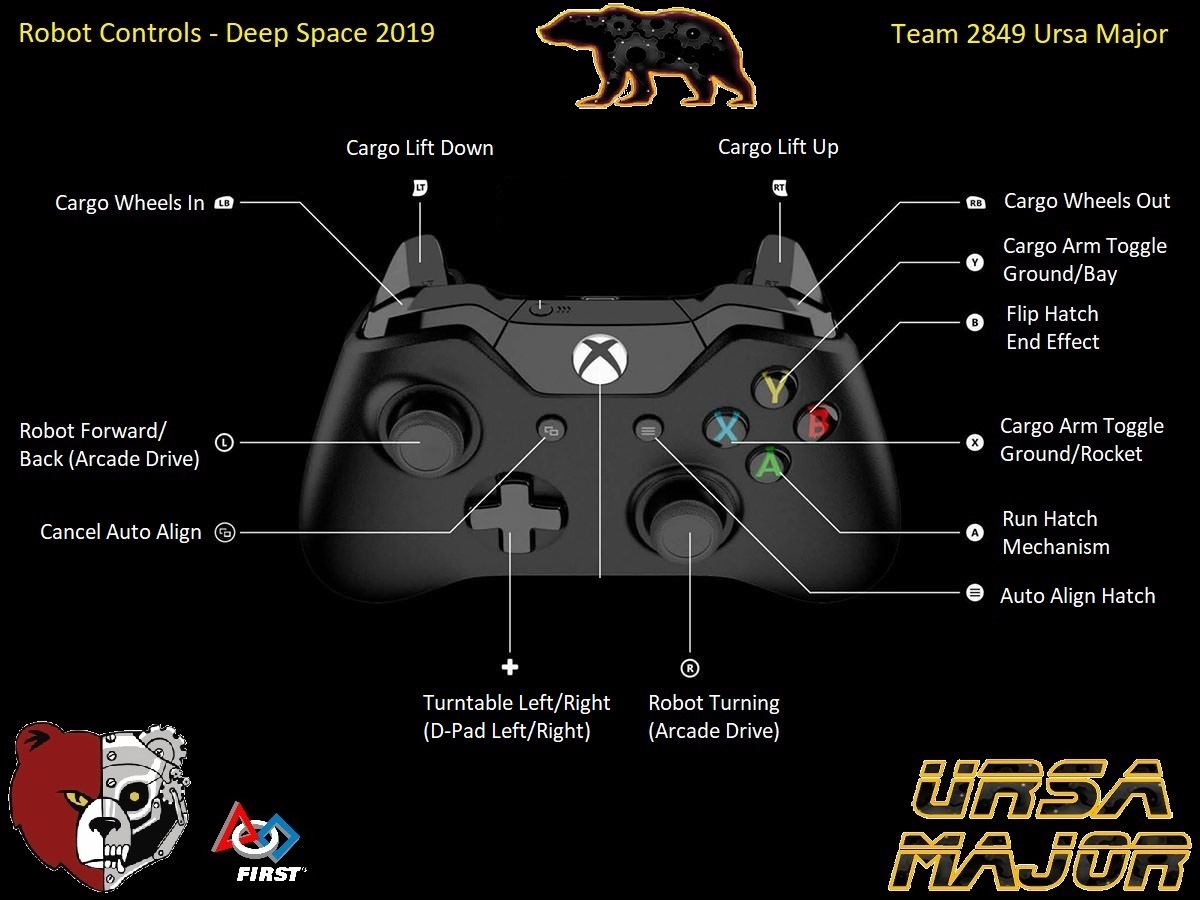 Robot Controls - Deep Space 2019
Team 2849 Ursa Major
Cargo Lift Down
Cargo Lift Up
LT
RT
Cargo Wheels In
LB
RB
Cargo Wheels Out
Y
Cargo Arm Toggle
Ground/Bay
B
Flip Hatch
End Effect
Y
X
B
A
Robot Forward/
Back (Arcade Drive)
L
X
Cargo Arm Toggle
Ground/Rocket
Cancel Auto Align
A
Run Hatch
Mechanism
Auto Align Hatch
R
Turntable Left/Right
(D-Pad Left/Right)
Robot Turning
(Arcade Drive)
FIRST
URSA
MAJOR